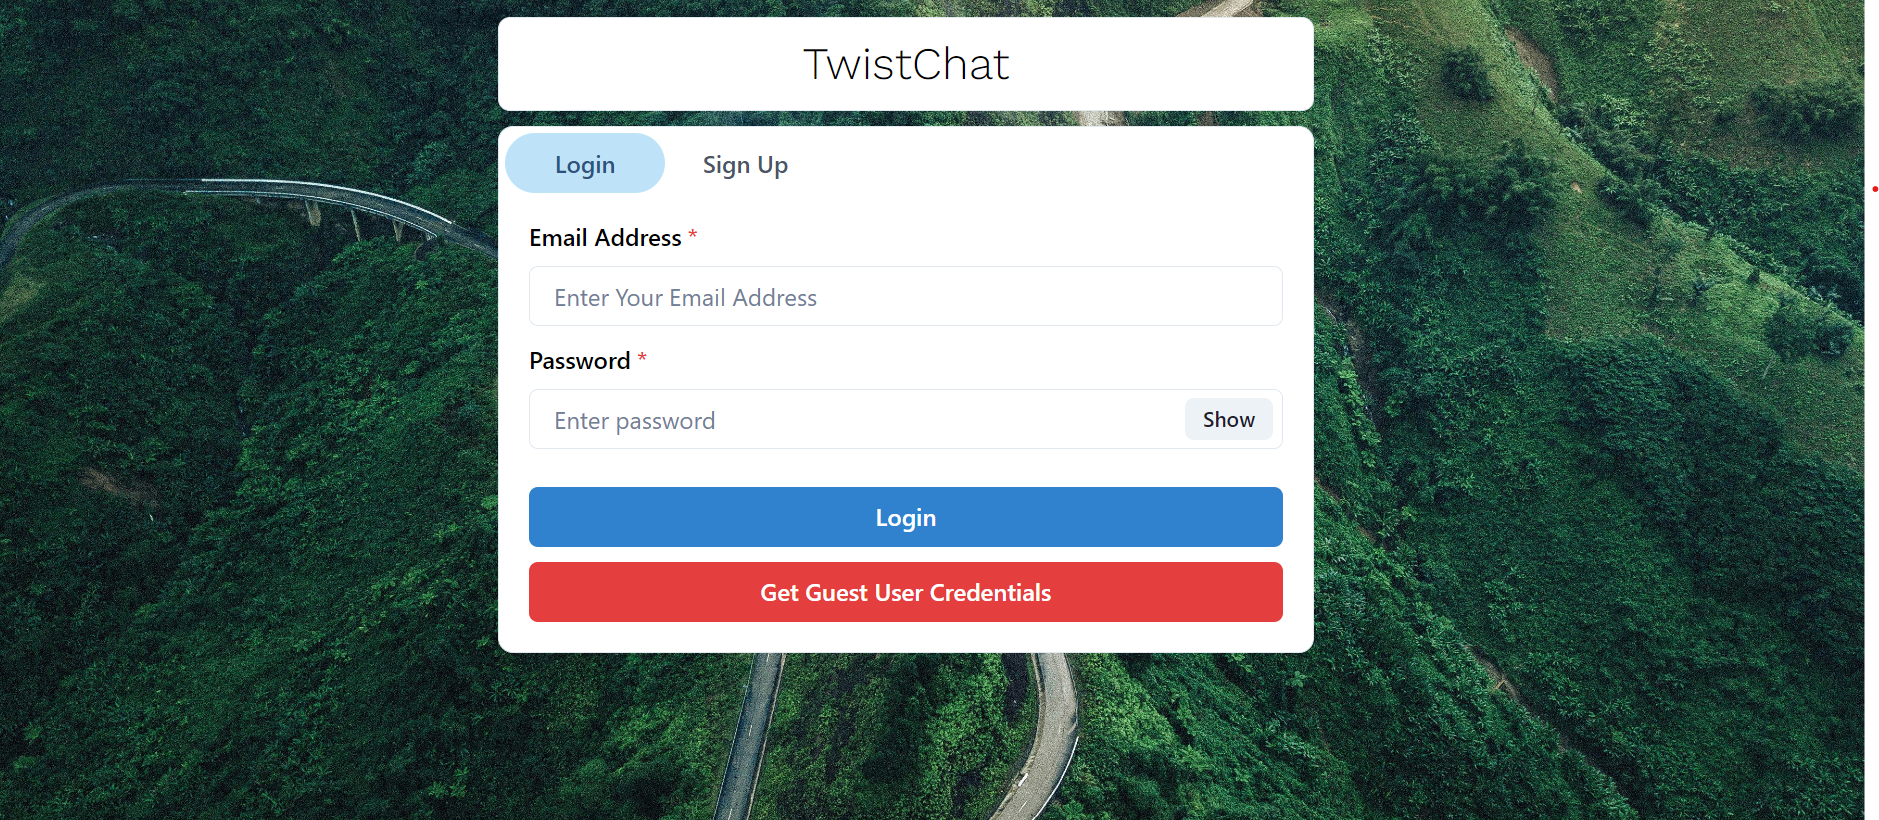 TwistChat
Login Sign Up
Email Address *
Enter Your Email Address
Password *
Enter password Show
Login
Get Guest User Credentials